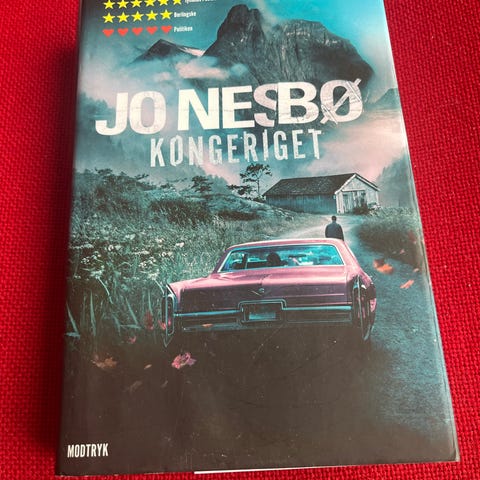 Berlingske
Politiken
JO NESBØ
KONGERIGET
MODTRYK